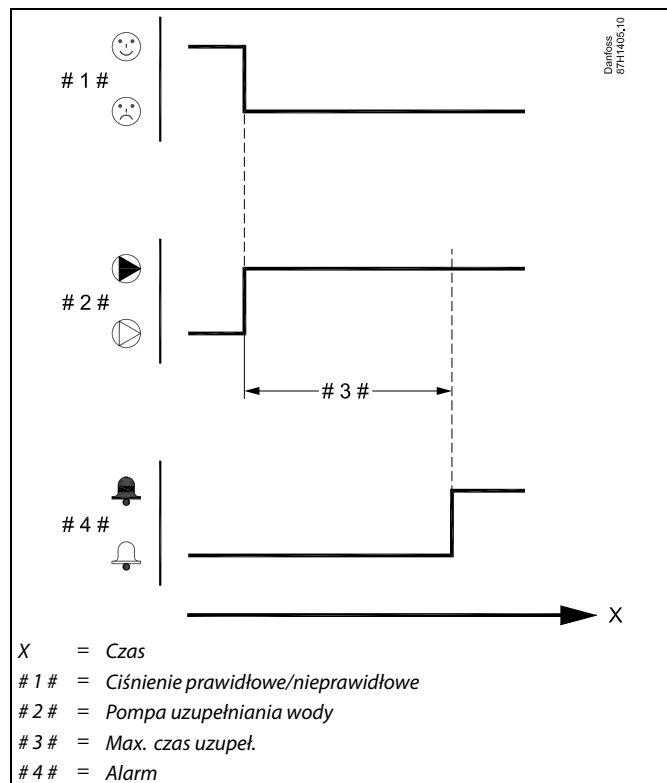 Danfoss
87H1405.10
# 1 #
# 2 #
# 3 #
# 4 #
X
X = Czas
# 1 # = Ciśnienie prawidłowe/nieprawidłowe
# 2 # = Pompa uzupełniania wody
# 3 # = Max. czas uzupeł.
# 4 # = Alarm